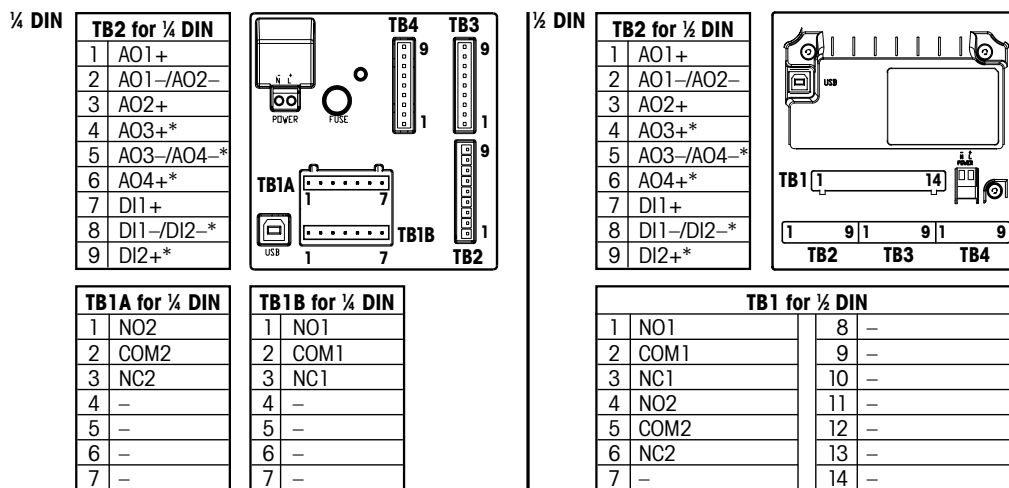 ¼ DIN
TB2 for ¼ DIN
1 AO1+
2 AO1–/AO2–
3 AO2+
4 AO3+*
5 AO3–/AO4–*
6 AO4+*
7 DI1+
8 DI1–/DI2–*
9 DI2+*
TB4 TB3
9 9
N L
POWER FUSE
1 1
9
TB1A
1 7
USB
TB1B
1 7
1
TB2
TB1A for ¼ DIN
1 NO2
2 COM2
3 NC2
4 –
5 –
6 –
7 –
TB1B for ¼ DIN
1 NO1
2 COM1
3 NC1
4 –
5 –
6 –
7 –
½ DIN
TB2 for ½ DIN
1 AO1+
2 AO1–/AO2–
3 AO2+
4 AO3+*
5 AO3–/AO4–*
6 AO4+*
7 DI1+
8 DI1–/DI2–*
9 DI2+*
USB
N L
POWER
TB1 1 14
1 9 1 9 1 9
TB2 TB3 TB4
TB1 for ½ DIN
1 NO1 8 –
2 COM1 9 –
3 NC1 10 –
4 NO2 11 –
5 COM2 12 –
6 NC2 13 –
7 – 14 –